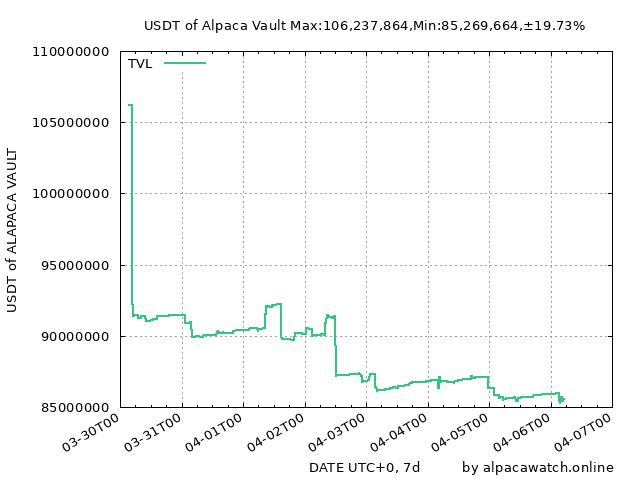 USDT of Alpaca Vault Max:106,237,864,Min:85,269,664,±19.73%
110000000
TVL
105000000
100000000
95000000
90000000
85000000
USDT of ALAPACA VAULT
03-30T00
03-31T00
04-01T00
04-02T00
04-03T00
04-04T00
04-05T00
04-06T00
04-07T00
DATE UTC+0, 7d
by alpacawatch.online